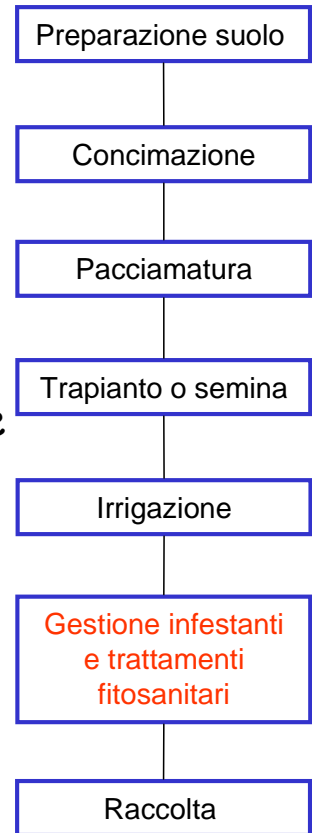 Preparazione suolo
Concimazione
Pacciamatura
Trapianto o semina
Irrigazione
Gestione infestanti
e trattamenti
fitosanitari
Raccolta